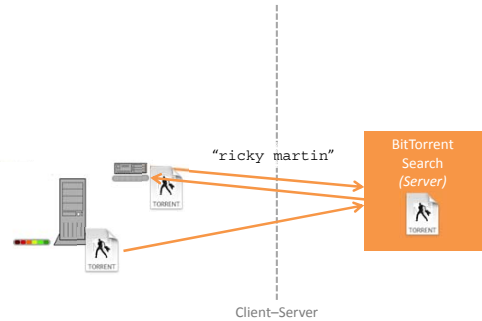 “ricky martin”
BitTorrent
Search
(Server)
TORRENT
TORRENT
TORRENT
Client–Server